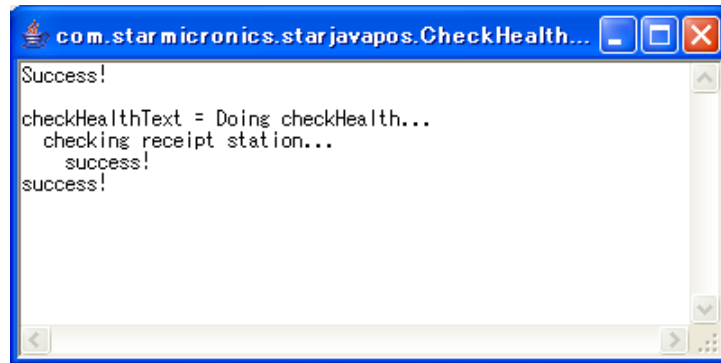 com.starmicronics.starjavapos.CheckHealth...
Success!
checkHealthText = Doing checkHealth...
checking receipt station...
success!
success!